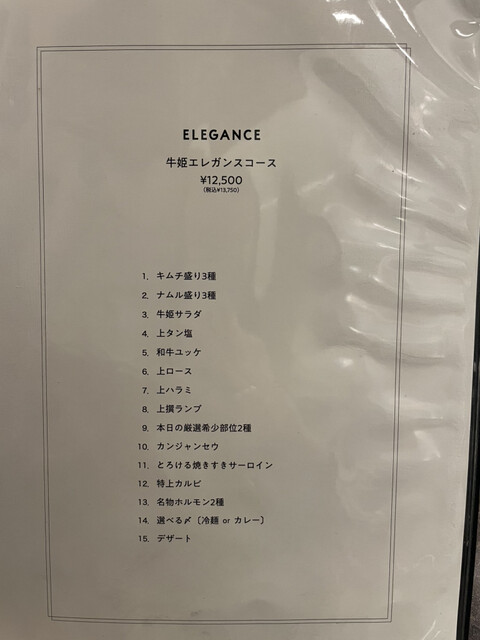 ELEGANCE
牛姫エレガンスコース
¥12,500
(税込¥13,750)
1. キムチ盛り3種
2. ナムル盛り3種
3. 牛姫サラダ
4. 上タン塩
5. 和牛ユッケ
6. 上ロース
7. 上ハラミ
8. 上撰ランプ
9. 本日の厳選希少部位2種
10. カンジャンセウ
11. とろける焼きすきサーロイン
12. 特上カルビ
13. 名物ホルモン2種
14. 選べる〆〔冷麺 or カレー〕
15. デザート